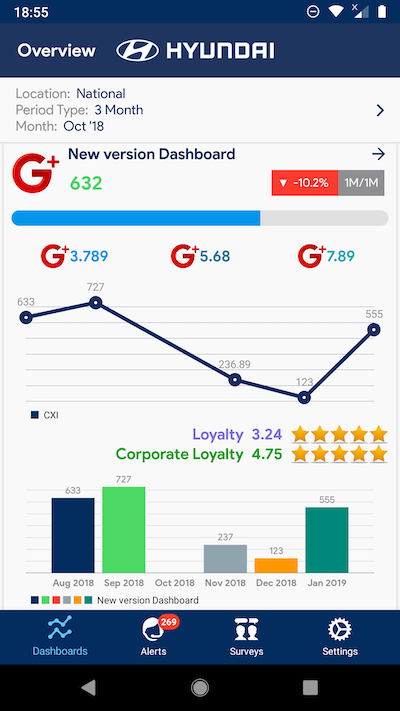 18:55
Overview HYUNDAI
Location: National
Period Type: 3 Month
Month: Oct '18
New version Dashboard
G+
632
▼ -10.2% 1M/1M
G+ 3.789 G+ 5.68 G+ 7.89
633
727
236.89
123
555
CXI
Loyalty 3.24
Corporate Loyalty 4.75
633
727
237
123
555
Aug 2018 Sep 2018 Oct 2018 Nov 2018 Dec 2018 Jan 2019
New version Dashboard
269
Dashboards Alerts Surveys Settings